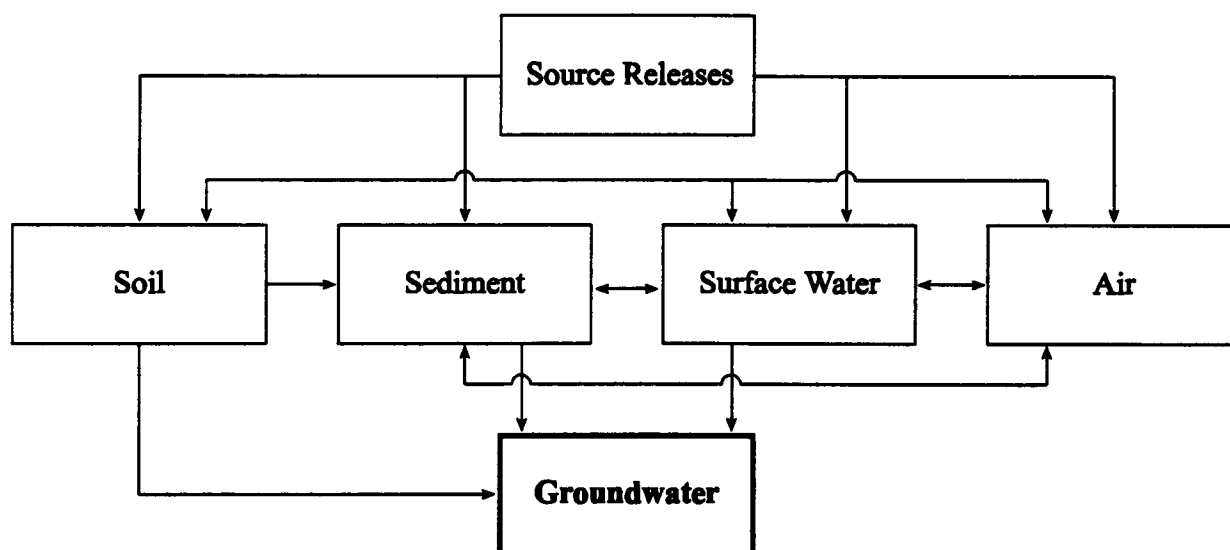 Source Releases
Soil
Sediment
Surface Water
Air
Groundwater